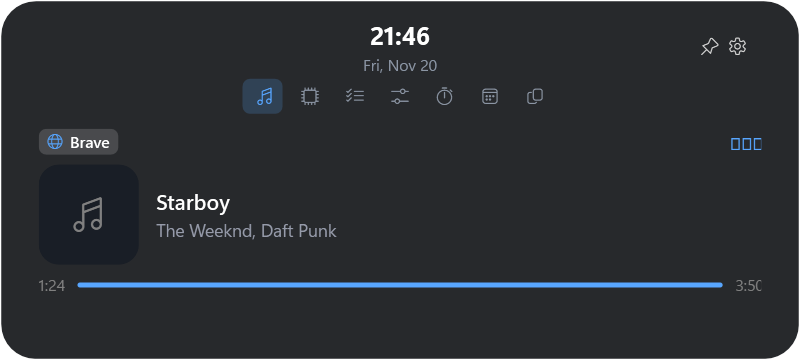 21:46
Fri, Nov 20
Brave
Starboy
The Weeknd, Daft Punk
1:24
3:50